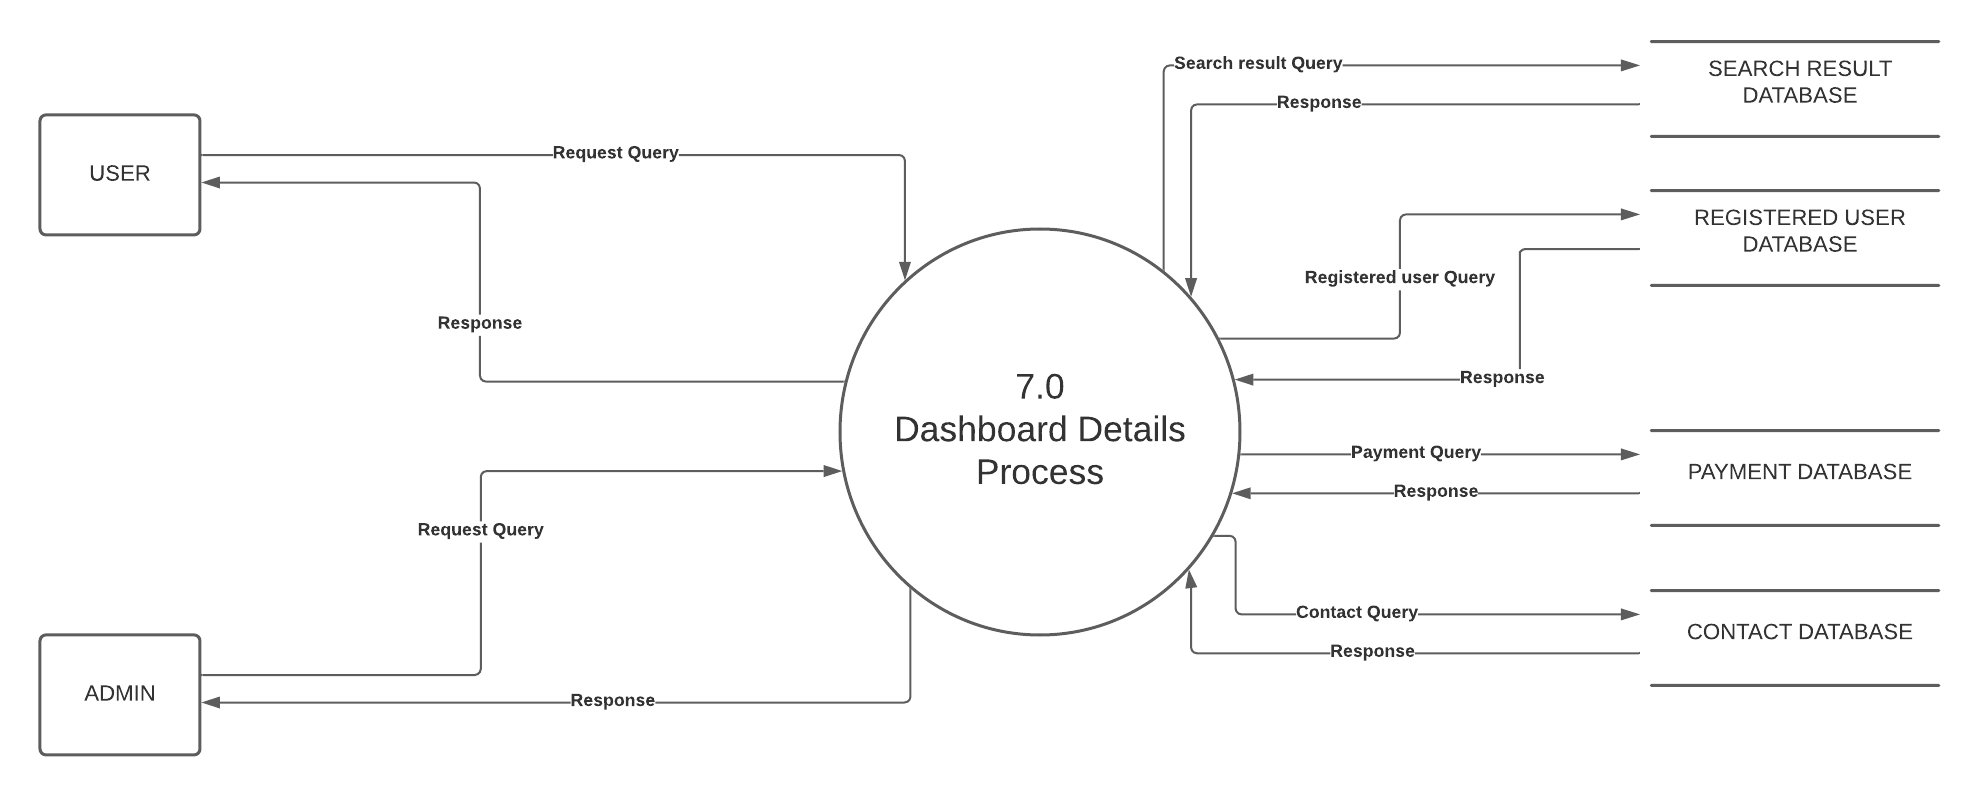 Search result Query
SEARCH RESULT
DATABASE
Response
Request Query
USER
REGISTERED USER
DATABASE
Registered user Query
Response
Response
7.0
Dashboard Details
Process
Payment Query
PAYMENT DATABASE
Response
Request Query
Contact Query
CONTACT DATABASE
Response
ADMIN
Response